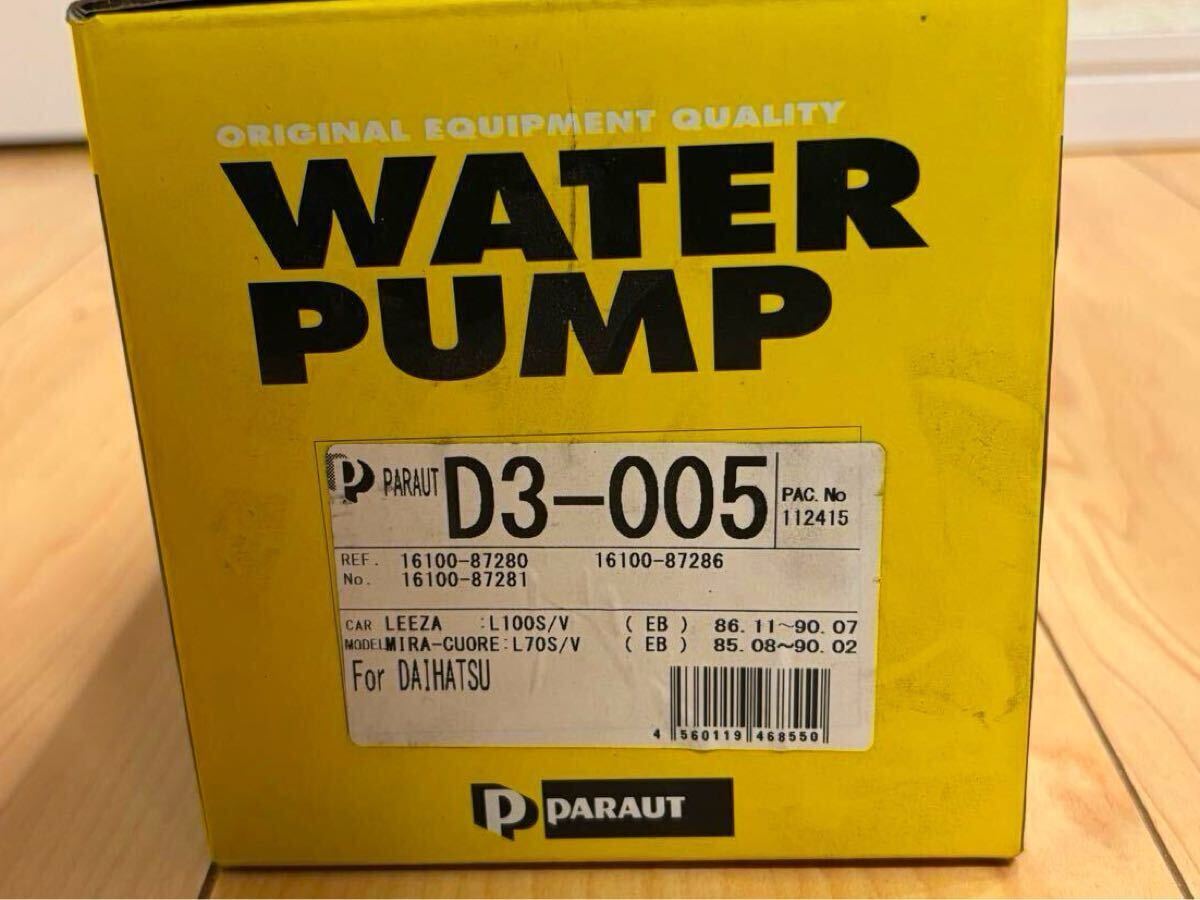 ORIGINAL EQUIPMENT QUALITY
WATER
PUMP
P PARAUT D3-005 PAC. No
112415
REF. 16100-87280 16100-87286
No. 16100-87281
CAR LEEZA :L100S/V (EB) 86.11~90.07
MODEL MIRA-CUORE:L70S/V (EB) 85.08~90.02
For DAIHATSU
4 560119 468550
P PARAUT